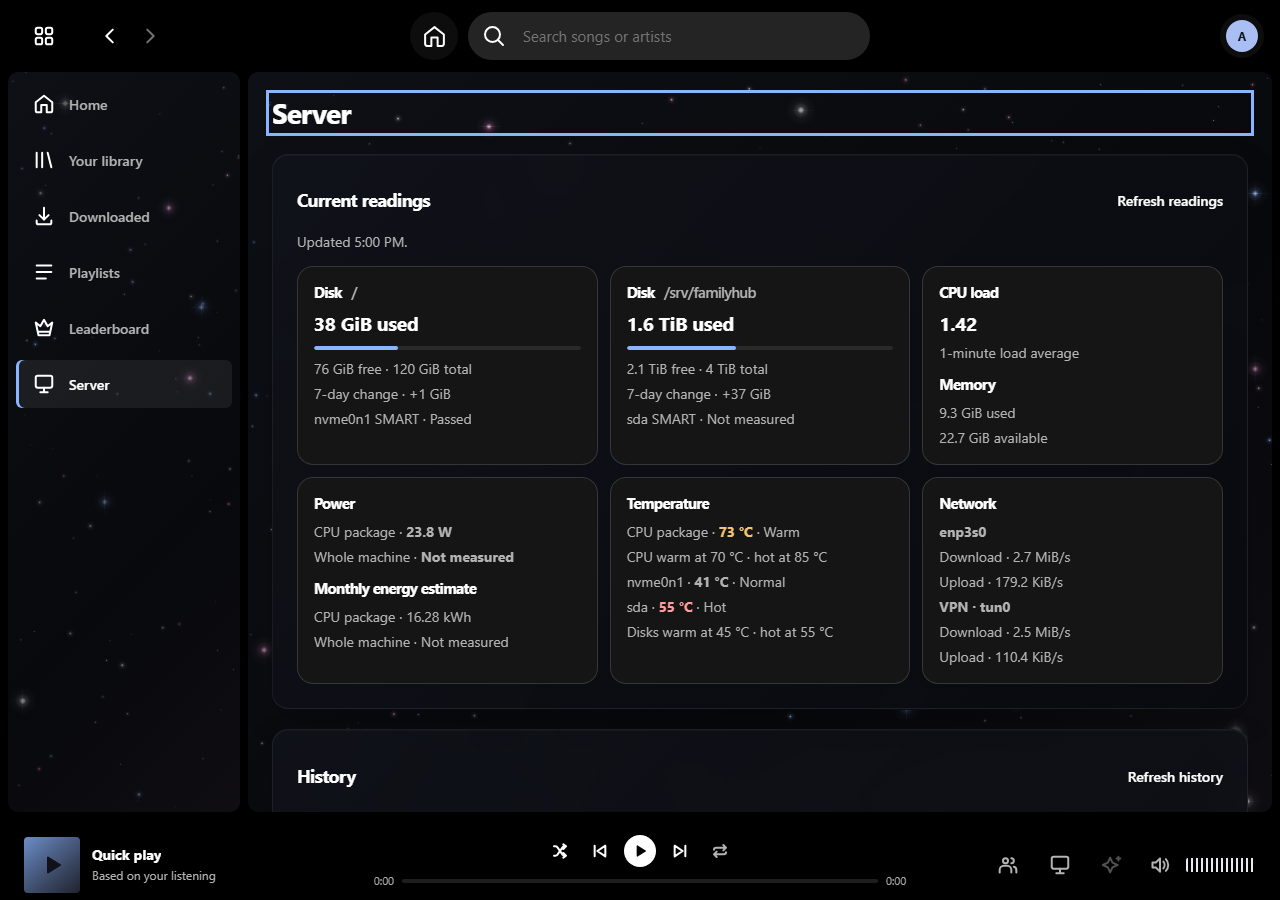 Search songs or artists
A
Home
Your library
Downloaded
Playlists
Leaderboard
Server
Server
Current readings
Refresh readings
Updated 5:00 PM.
Disk /
38 GiB used
76 GiB free · 120 GiB total
7-day change · +1 GiB
nvme0n1 SMART · Passed
Disk /srv/familyhub
1.6 TiB used
2.1 TiB free · 4 TiB total
7-day change · +37 GiB
sda SMART · Not measured
CPU load
1.42
1-minute load average
Memory
9.3 GiB used
22.7 GiB available
Power
CPU package · 23.8 W
Whole machine · Not measured
Monthly energy estimate
CPU package · 16.28 kWh
Whole machine · Not measured
Temperature
CPU package · 73 °C · Warm
CPU warm at 70 °C · hot at 85 °C
nvme0n1 · 41 °C · Normal
sda · 55 °C · Hot
Disks warm at 45 °C · hot at 55 °C
Network
enp3s0
Download · 2.7 MiB/s
Upload · 179.2 KiB/s
VPN · tun0
Download · 2.5 MiB/s
Upload · 110.4 KiB/s
History
Refresh history
Quick play
Based on your listening
0:00
0:00